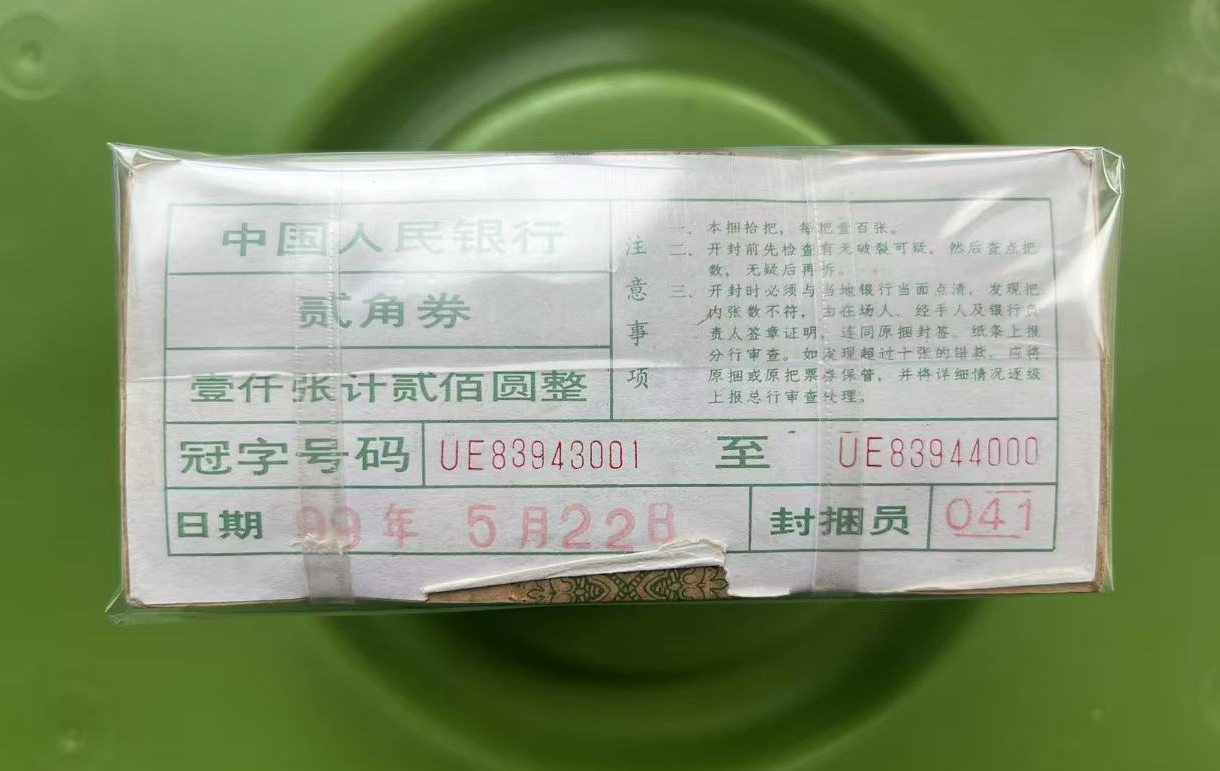 中国人民银行
贰角券
壹仟张计贰佰圆整
注意事项
一、本捆拾把，每把壹百张。
二、开封前先检查有无破裂可疑，然后查点把
数，无疑后再拆。
三、开封时必须与当地银行当面点清，发现把
内张数不符，由在场人、经手人及银行负
责人签章证明，连同原捆封签、纸条上报
分行审查。如发现超过十张的错款，应将
原捆或原把票券保管，并将详细情况逐级
上报总行审查处理。
冠字号码 UE83943001 至 UE83944000
日期 99年 5月22日 封捆员 041